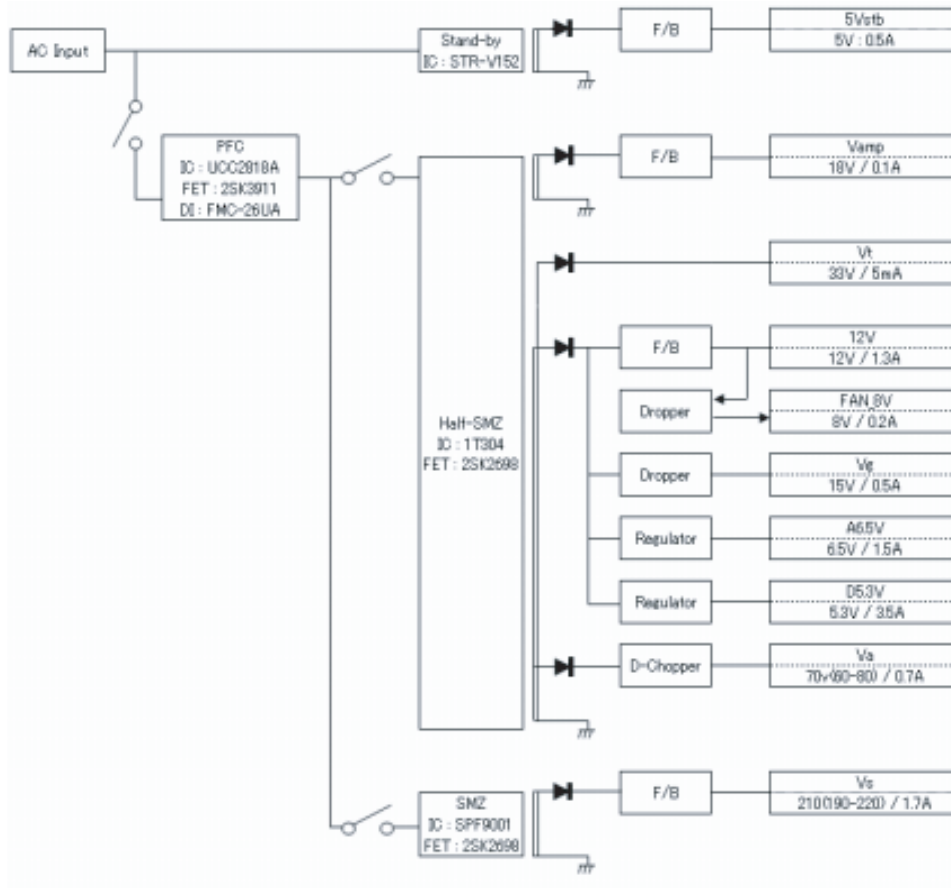 AC Input
Stand-by
IC : STR-V152
F/B
5Vstb
5V : 0.5A
PFC
IC : UCC2818A
FET : 2SK3911
DI : FMC-26UA
F/B
Vamp
18V / 0.1A
Vt
33V / 5mA
F/B
12V
12V / 1.3A
Dropper
FAN_8V
8V / 0.2A
Half-SMZ
IC : 1T304
FET : 2SK2698
Dropper
Vg
15V / 0.5A
Regulator
A6.5V
6.5V / 1.5A
Regulator
D5.3V
5.3V / 3.5A
D-Chopper
Va
70v(60-80) / 0.7A
SMZ
IC : SPF9001
FET : 2SK2698
F/B
Vs
210(190-220) / 1.7A